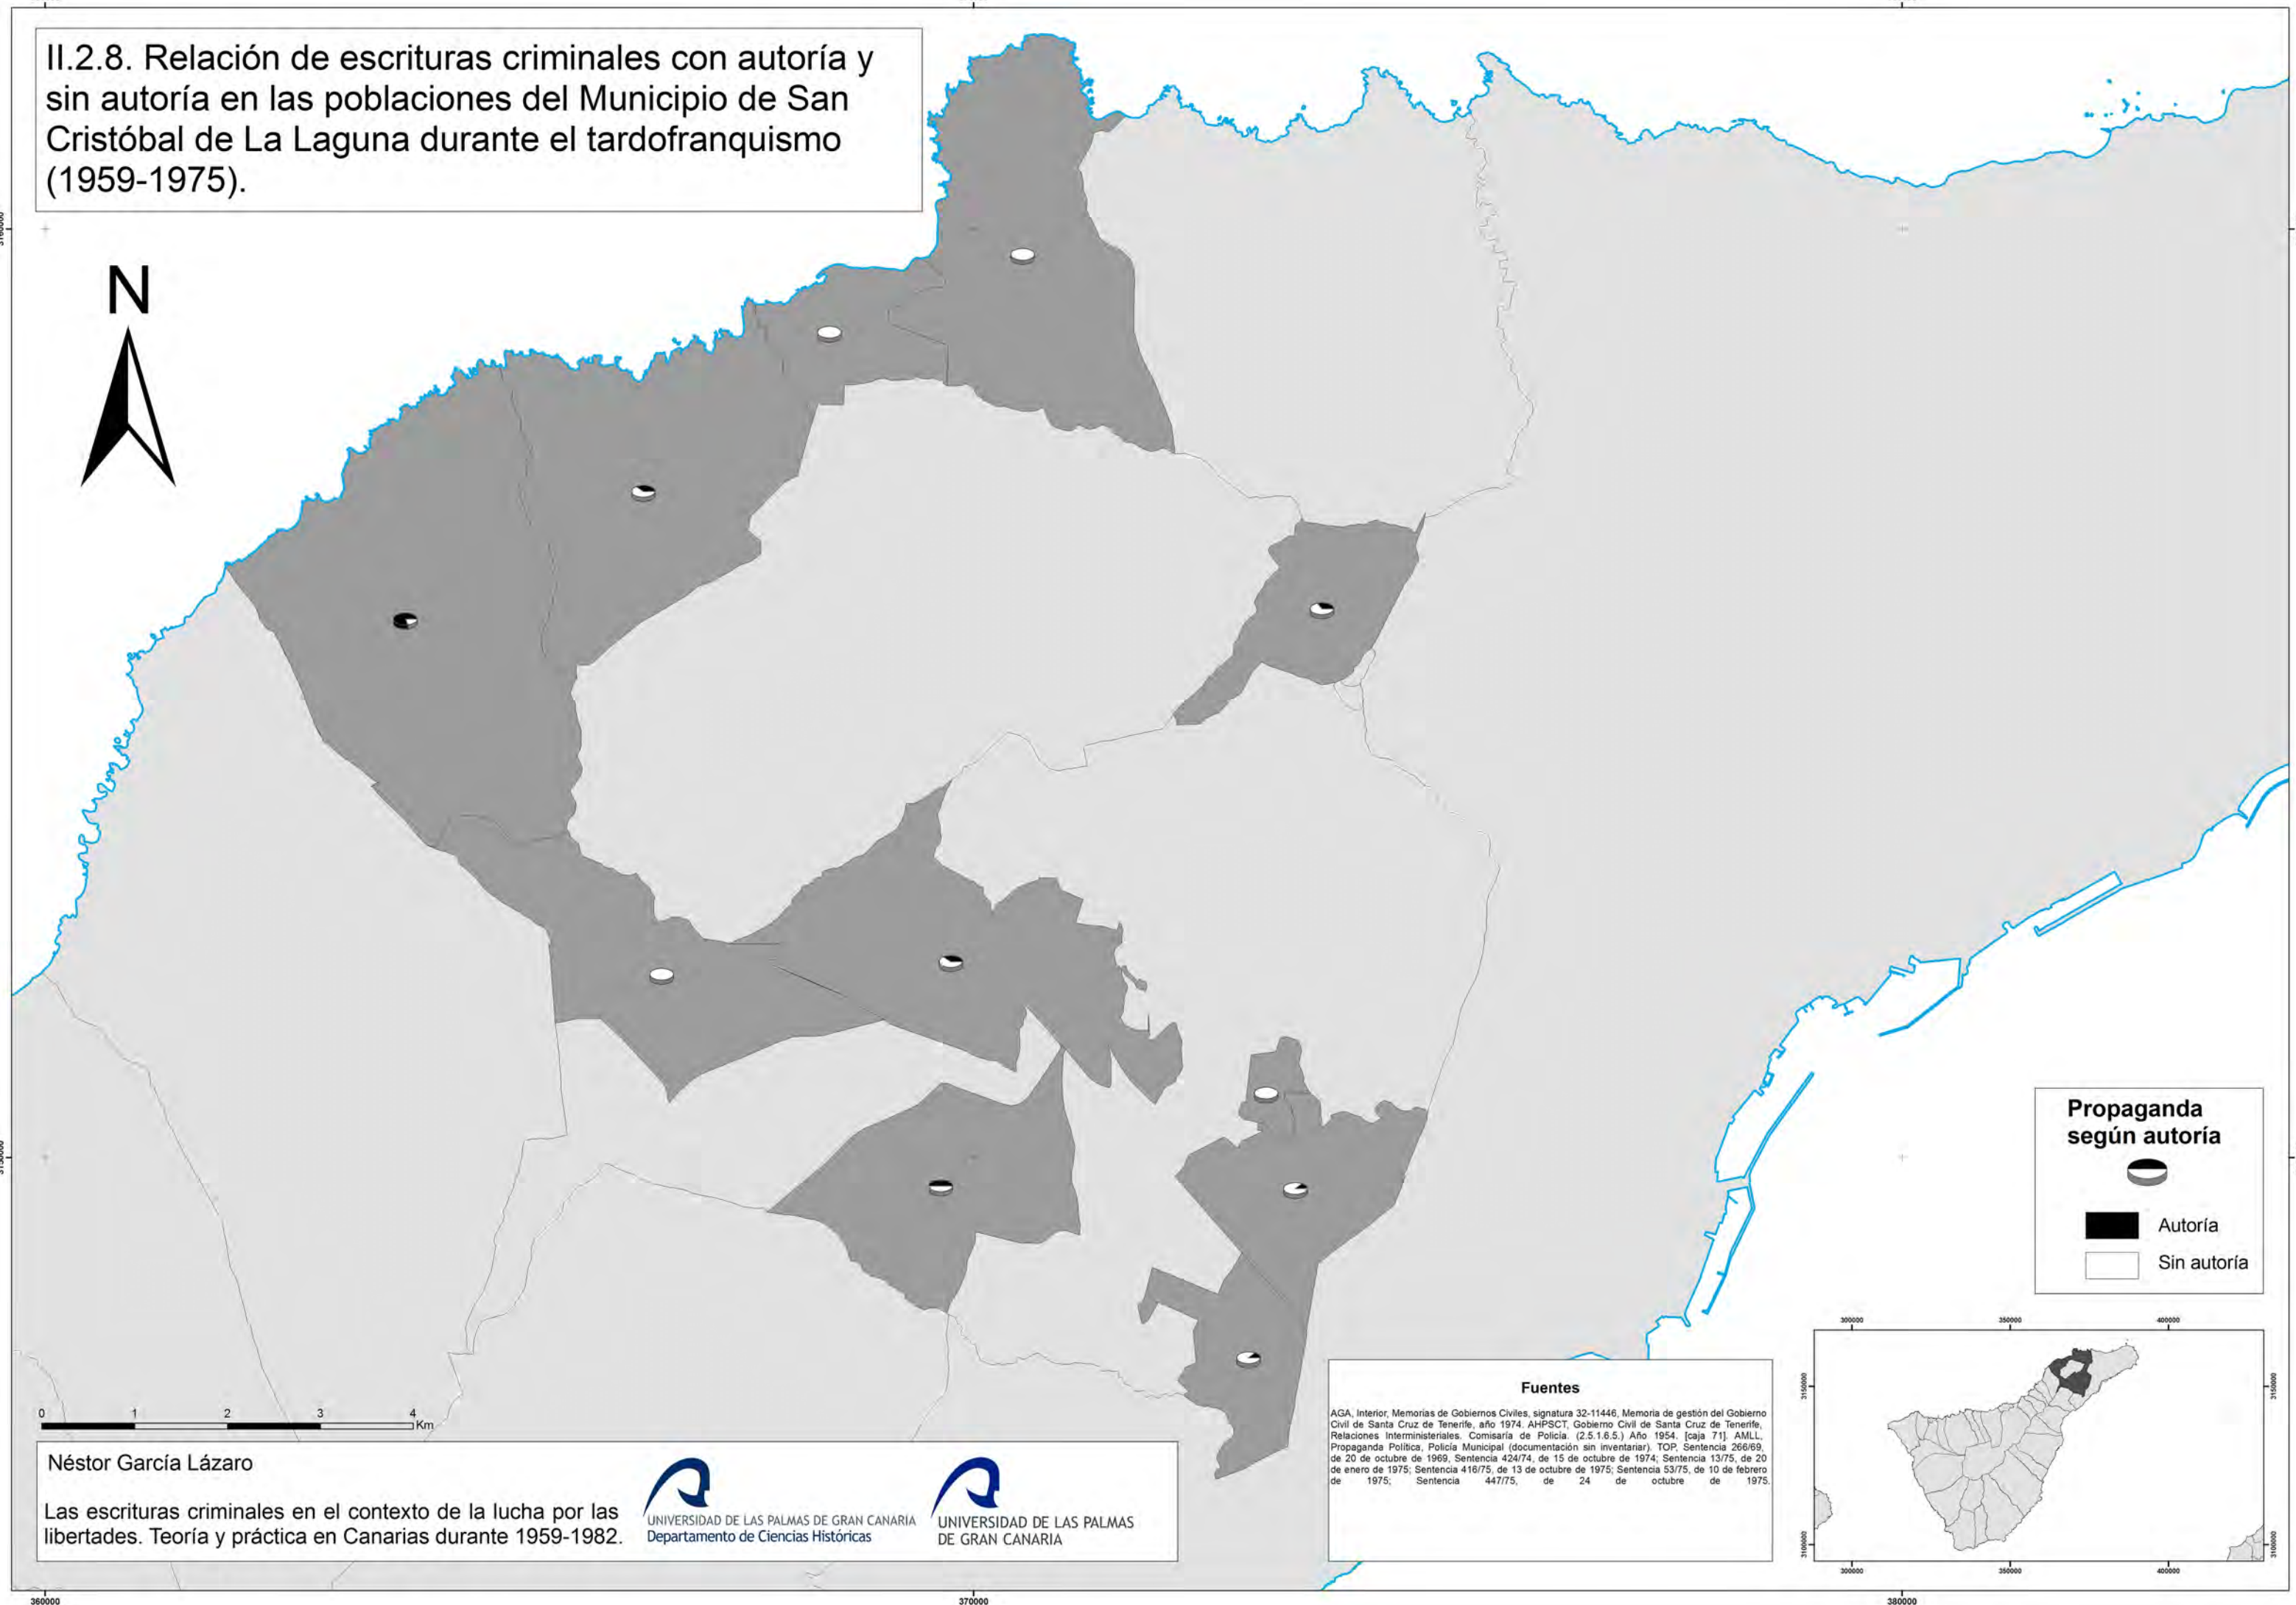 II.2.8. Relación de escrituras criminales con autoría y
sin autoría en las poblaciones del Municipio de San
Cristóbal de La Laguna durante el tardofranquismo
(1959-1975).
N
Propaganda
según autoría
Autoría
Sin autoría
300000
350000
400000
3150000
3150000
3100000
3100000
300000
350000
400000
Fuentes
AGA, Interior, Memorias de Gobiernos Civiles, signatura 32-11446, Memoria de gestión del Gobierno
Civil de Santa Cruz de Tenerife, año 1974. AHPSCT, Gobierno Civil de Santa Cruz de Tenerife,
Relaciones Interministeriales. Comisaría de Policía. (2.5.1.6.5.) Año 1954. [caja 71]. AMLL,
Propaganda Política, Policía Municipal (documentación sin inventariar). TOP, Sentencia 266/69,
de 20 de octubre de 1969, Sentencia 424/74, de 15 de octubre de 1974; Sentencia 13/75, de 20
de enero de 1975; Sentencia 416/75, de 13 de octubre de 1975; Sentencia 53/75, de 10 de febrero
de 1975; Sentencia 447/75, de 24 de octubre de 1975.
0 1 2 3 4
Km
Néstor García Lázaro
Las escrituras criminales en el contexto de la lucha por las
libertades. Teoría y práctica en Canarias durante 1959-1982.
UNIVERSIDAD DE LAS PALMAS DE GRAN CANARIA
Departamento de Ciencias Históricas
UNIVERSIDAD DE LAS PALMAS
DE GRAN CANARIA
360000
370000
380000